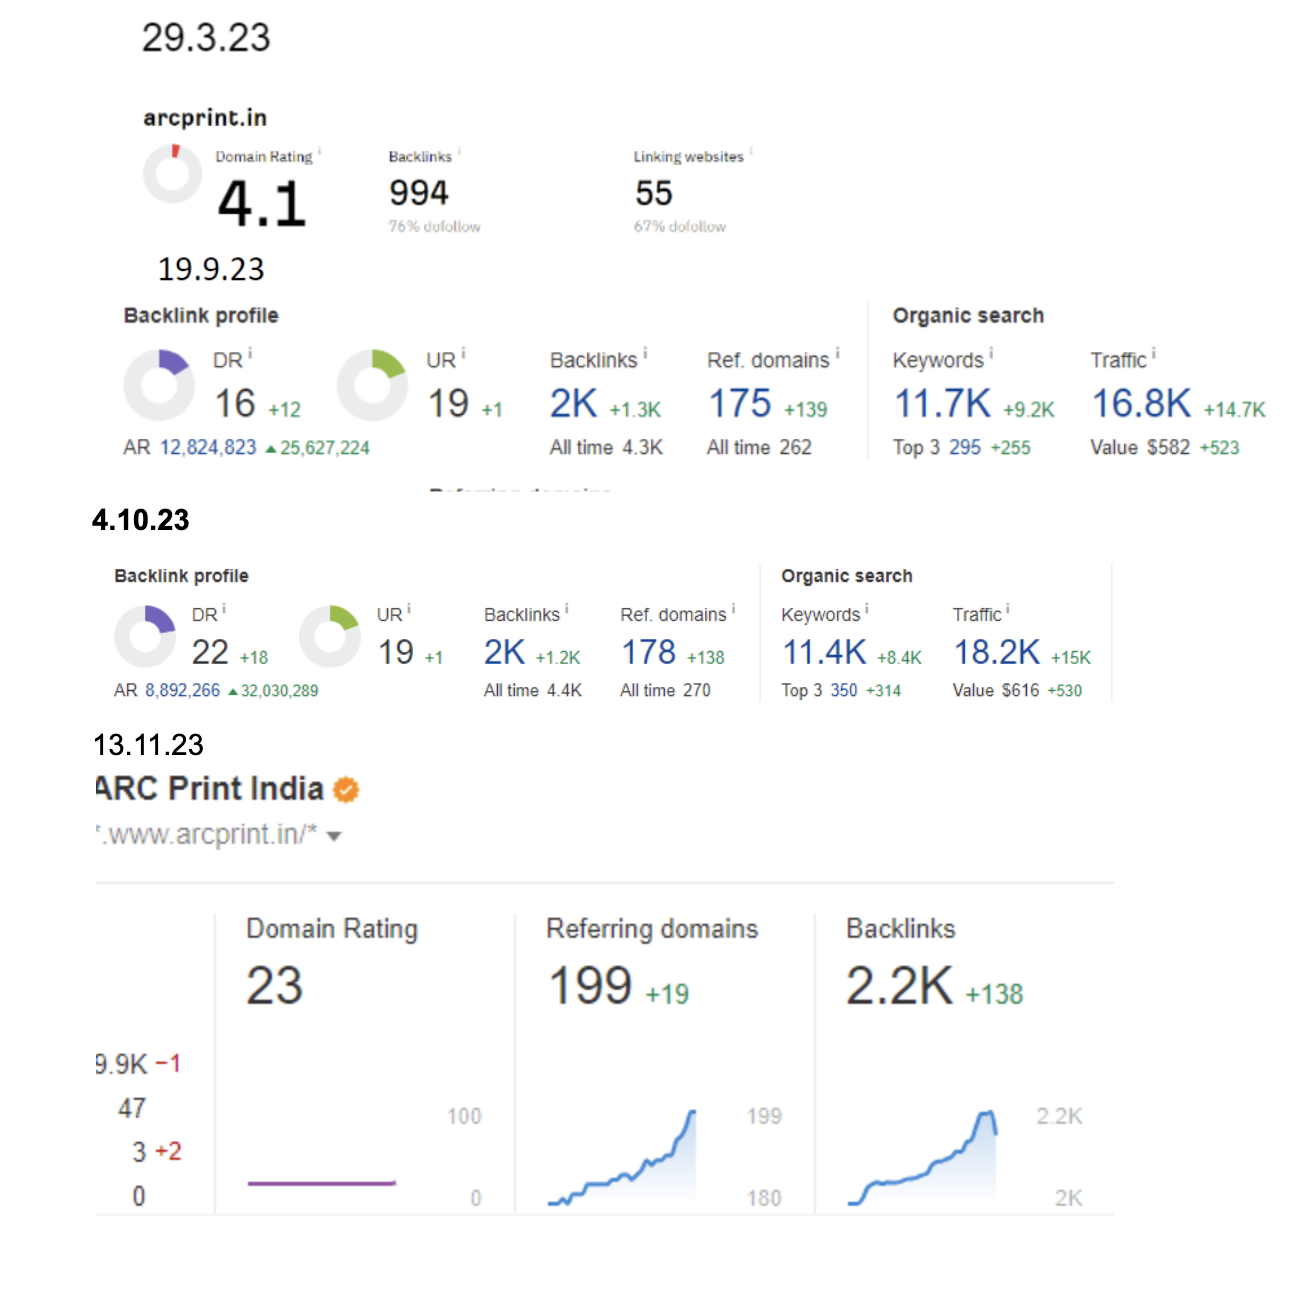 29.3.23
arcprint.in
Domain Rating i Backlinks i Linking websites i
4.1 994 55
76% dofollow 67% dofollow
19.9.23
Backlink profile Organic search
DR i UR i Backlinks i Ref. domains i Keywords i Traffic i
16 +12 19 +1 2K +1.3K 175 +139 11.7K +9.2K 16.8K +14.7K
AR 12,824,823 ▲25,627,224 All time 4.3K All time 262 Top 3 295 +255 Value $582 +523
4.10.23
Backlink profile Organic search
DR i UR i Backlinks i Ref. domains i Keywords i Traffic i
22 +18 19 +1 2K +1.2K 178 +138 11.4K +8.4K 18.2K +15K
AR 8,892,266 ▲32,030,289 All time 4.4K All time 270 Top 3 350 +314 Value $616 +530
13.11.23
ARC Print India
*.www.arcprint.in/*
Domain Rating Referring domains Backlinks
23 199 +19 2.2K +138
9.9K −1
47 100 199 2.2K
3 +2
0 0 180 2K